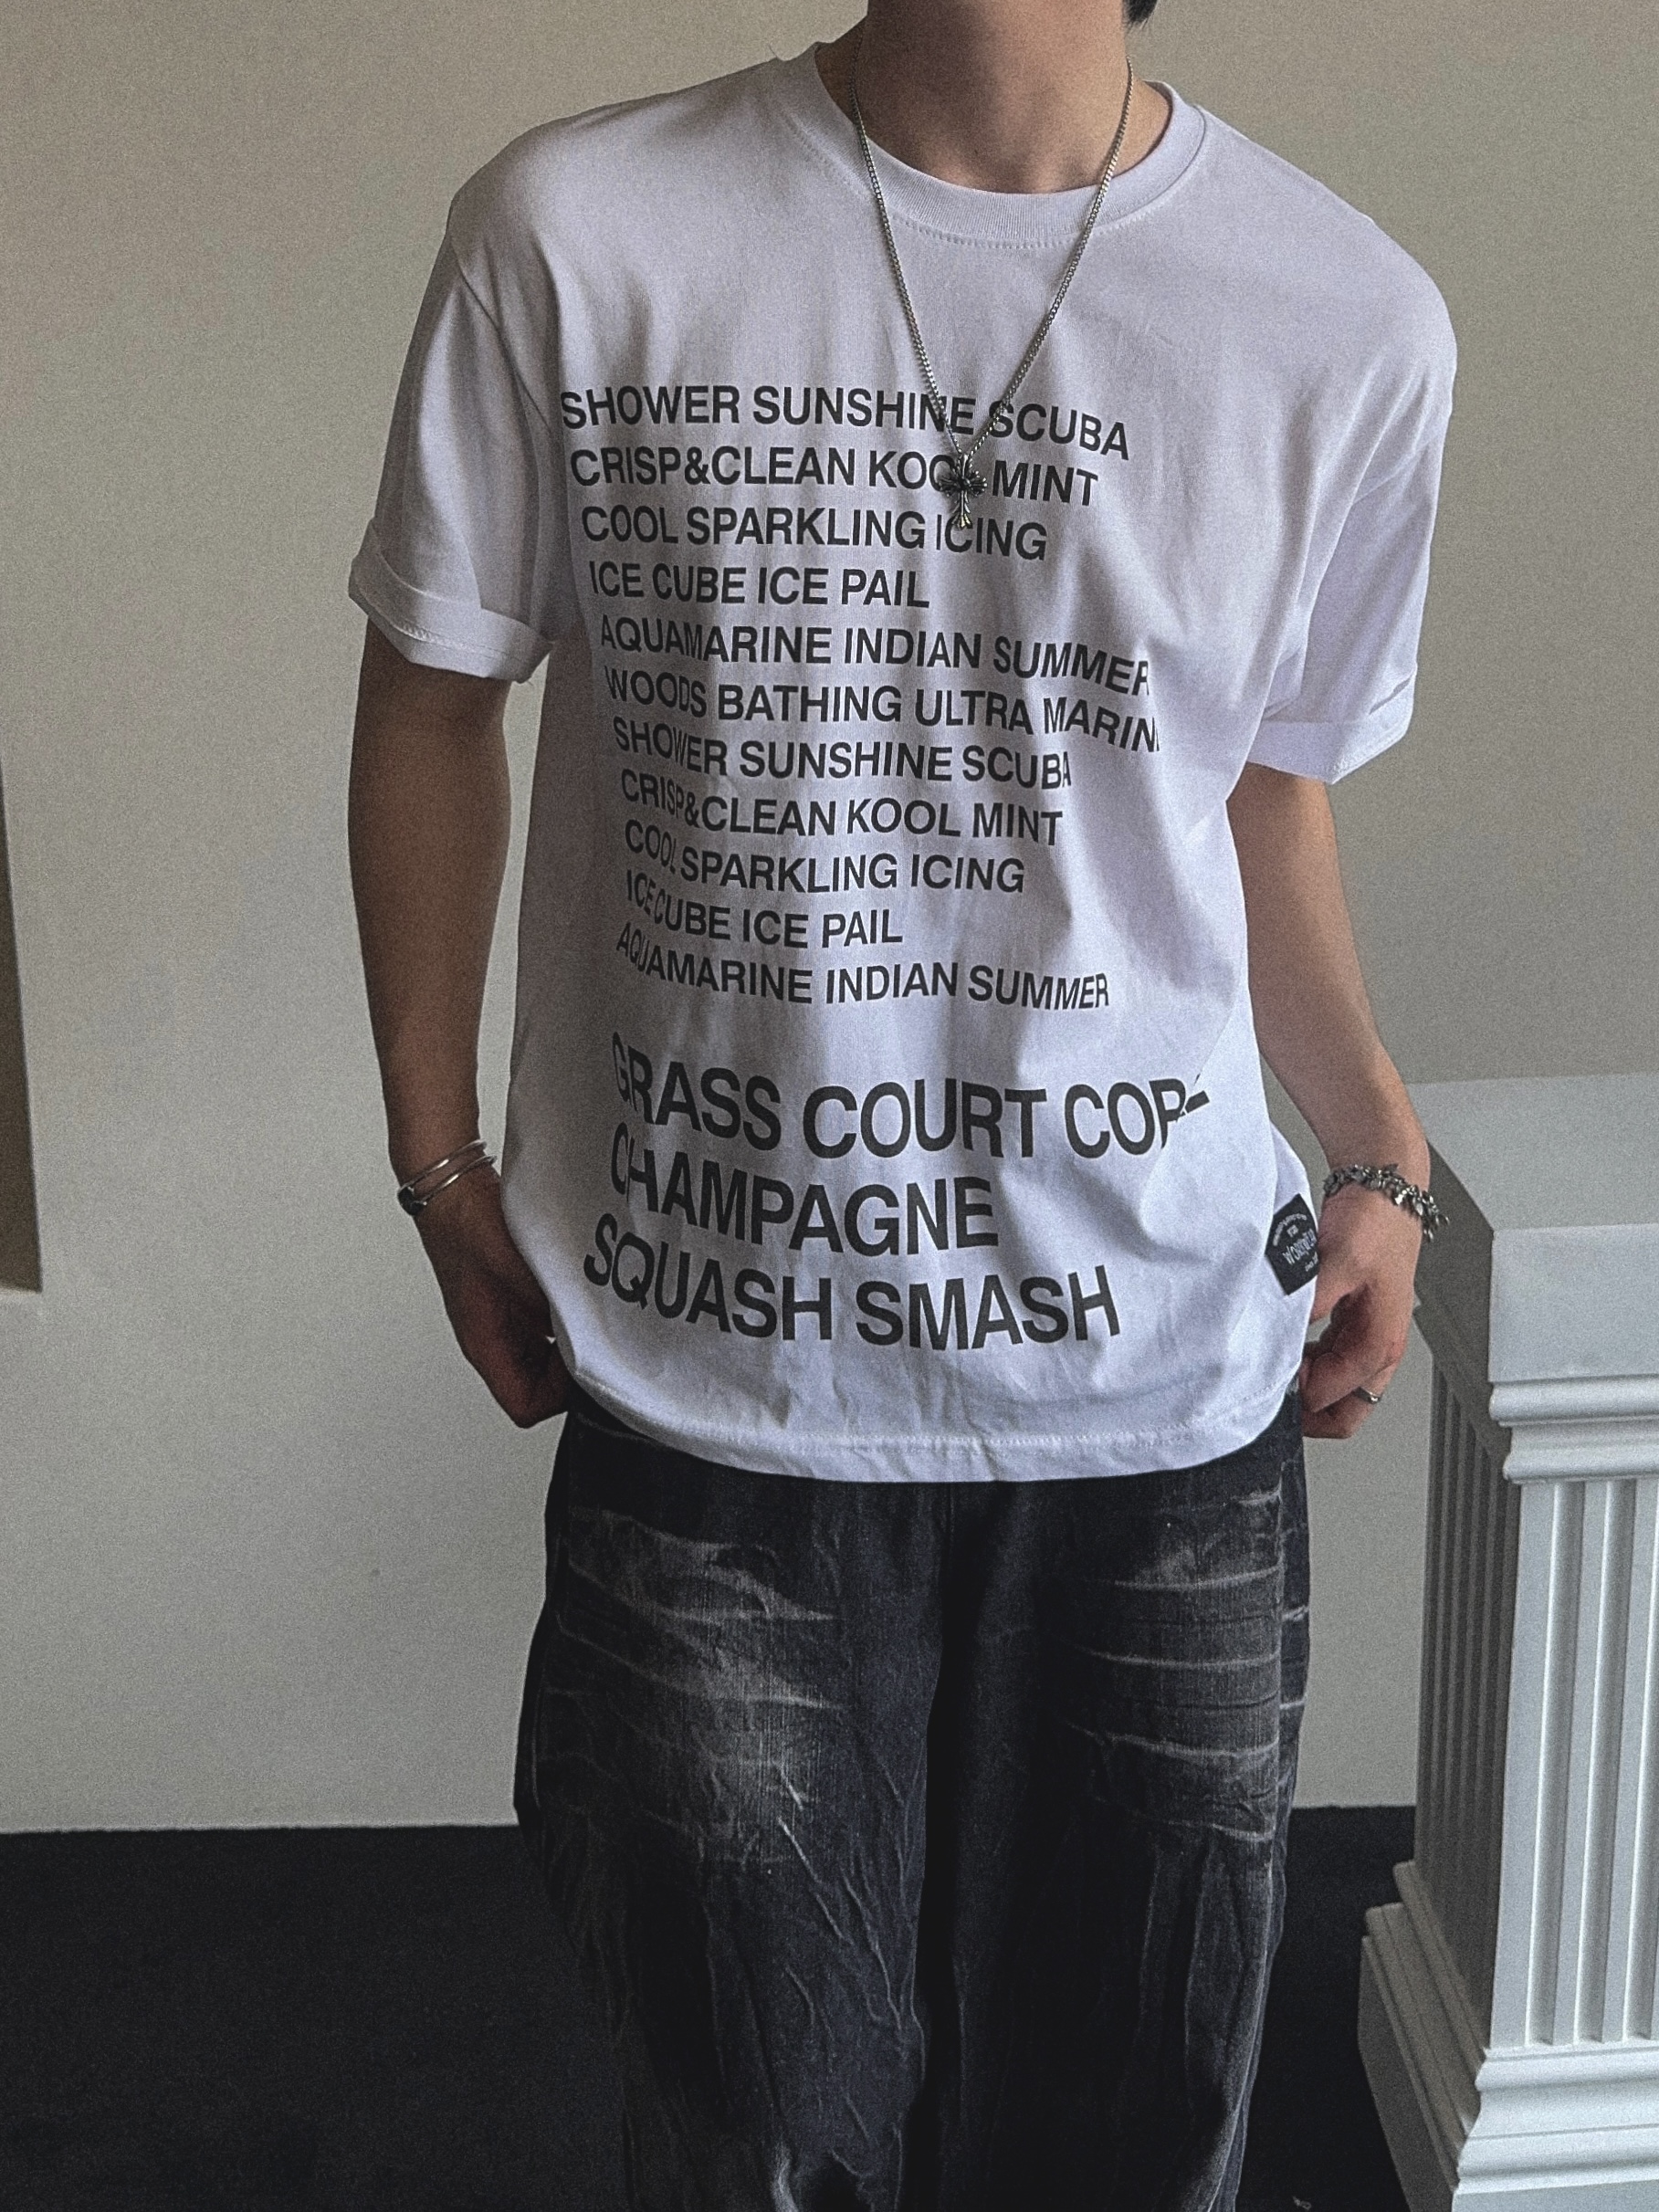 SHOWER SUNSHINE SCUBA
CRISP&CLEAN KOOL MINT
COOL SPARKLING ICING
ICE CUBE ICE PAIL
AQUAMARINE INDIAN SUMMER
WOODS BATHING ULTRA MARIN
SHOWER SUNSHINE SCUBA
CRISP&CLEAN KOOL MINT
COOL SPARKLING ICING
ICE CUBE ICE PAIL
AQUAMARINE INDIAN SUMMER
GRASS COURT COR-
CHAMPAGNE
SQUASH SMASH